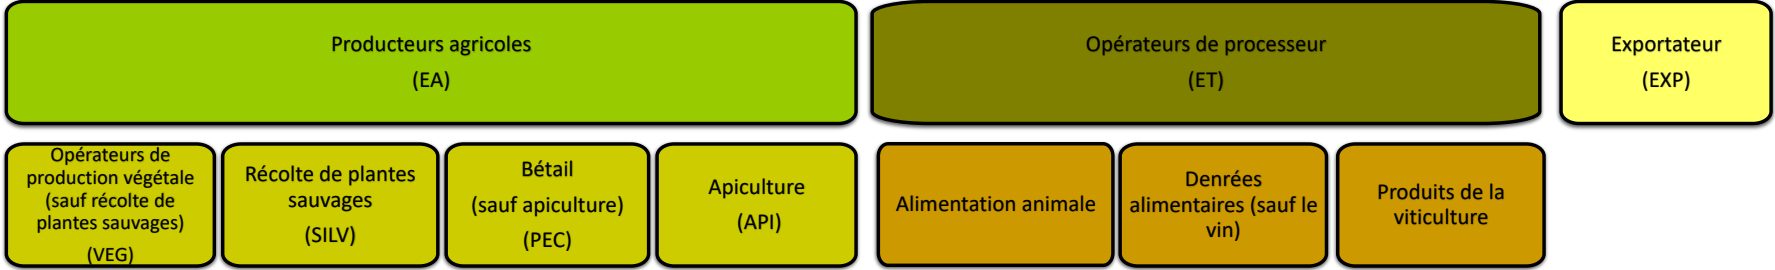 Producteurs agricoles
(EA)
Opérateurs de processeur
(ET)
Exportateur
(EXP)
Opérateurs de
production végétale
(sauf récolte de
plantes sauvages)
(VEG)
Récolte de plantes
sauvages
(SILV)
Bétail
(sauf apiculture)
(PEC)
Apiculture
(API)
Alimentation animale
Denrées
alimentaires (sauf le
vin)
Produits de la
viticulture